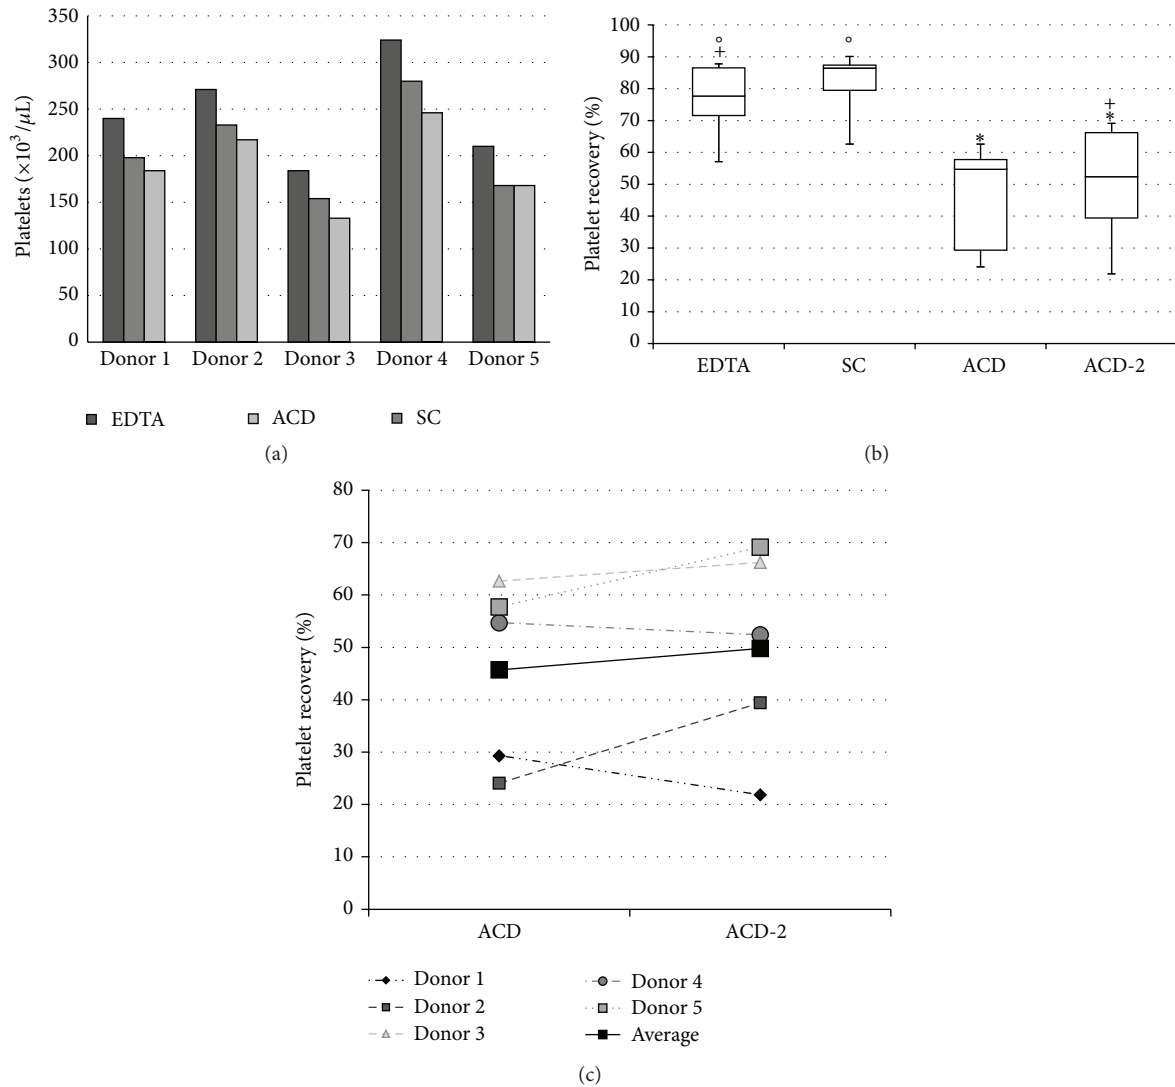 350
300
250
200
150
100
50
0
Platelets (×10³/μL)
Donor 1 Donor 2 Donor 3 Donor 4 Donor 5
EDTA ACD SC
(a)
100
90
80
70
60
50
40
30
20
10
0
Platelet recovery (%)
° + ° * + *
EDTA SC ACD ACD-2
(b)
80
70
60
50
40
30
20
10
0
Platelet recovery (%)
ACD ACD-2
Donor 1 Donor 4
Donor 2 Donor 5
Donor 3 Average
(c)